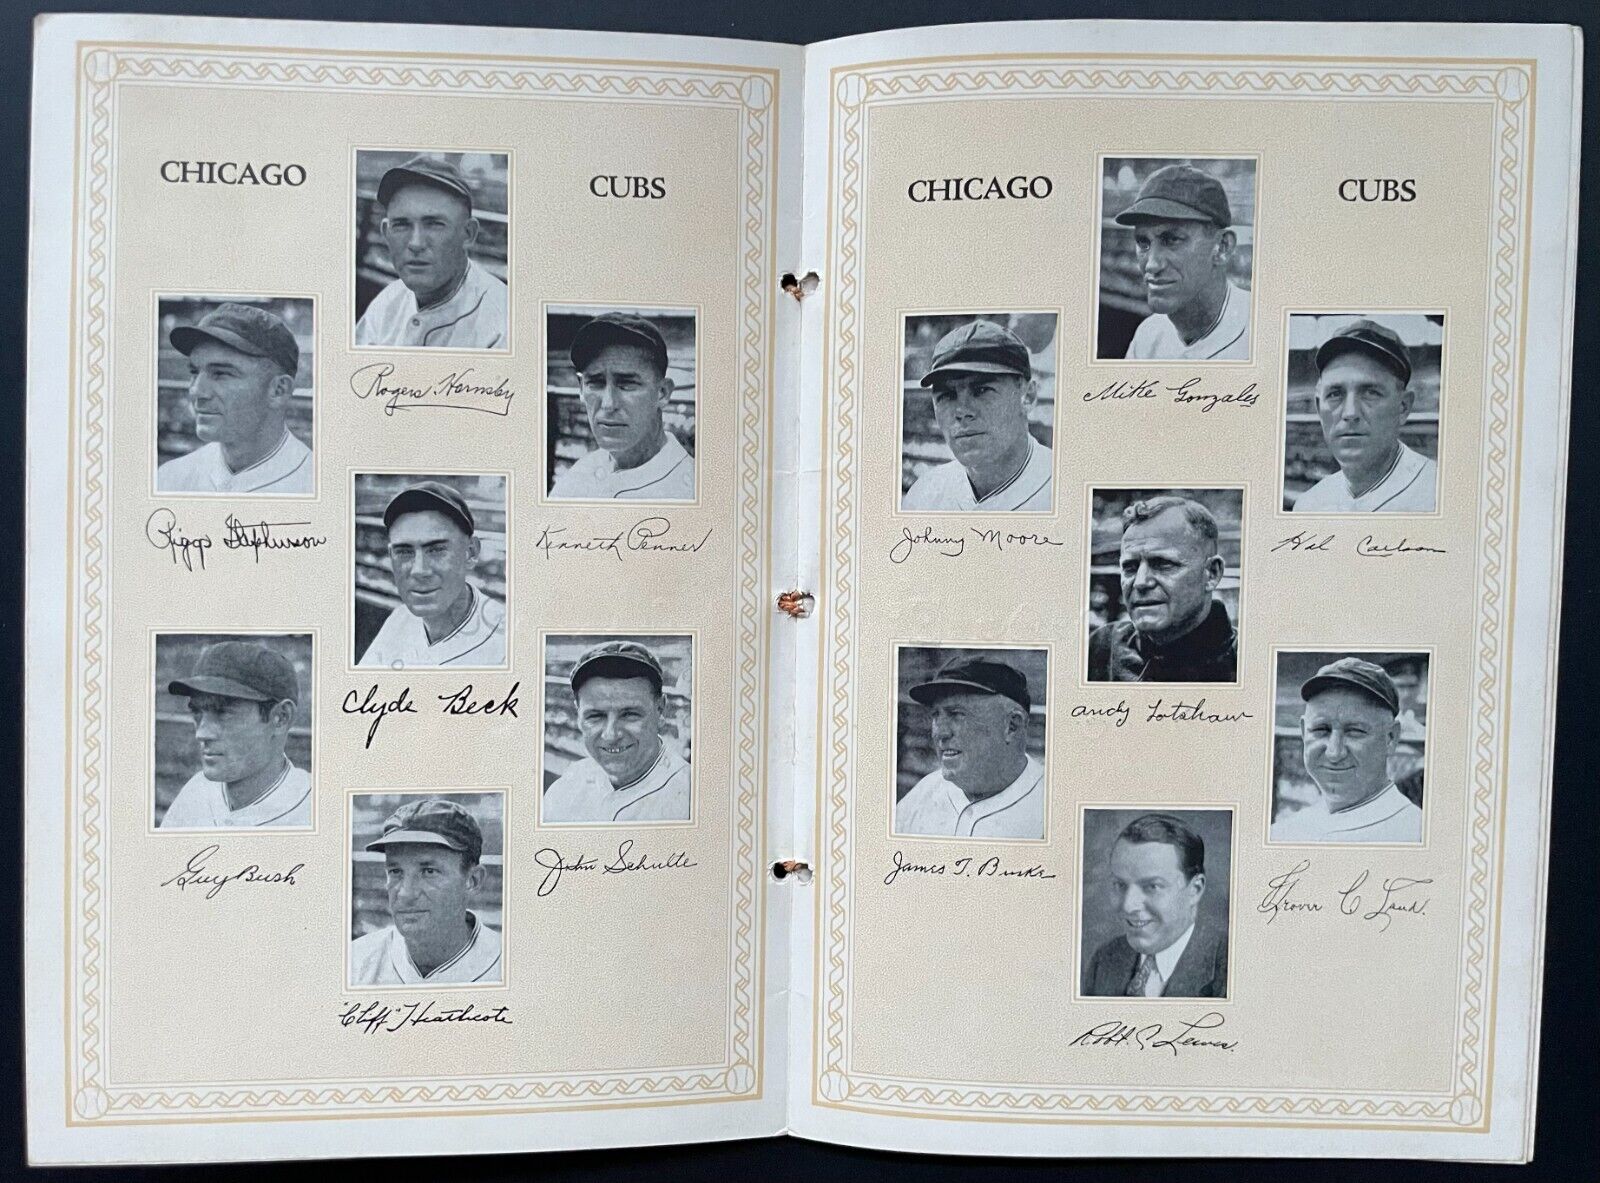 CHICAGO CUBS
Rogers Hornsby
Riggs Stephenson
Kenneth Penner
Clyde Beck
Guy Bush
John Schulte
"Cliff" Heathcote
CHICAGO CUBS
Mike Gonzales
Johnny Moore
Hal Carlson
Andy Lotshaw
James T. Burke
Grover C Land.
Robt. C Lewis.